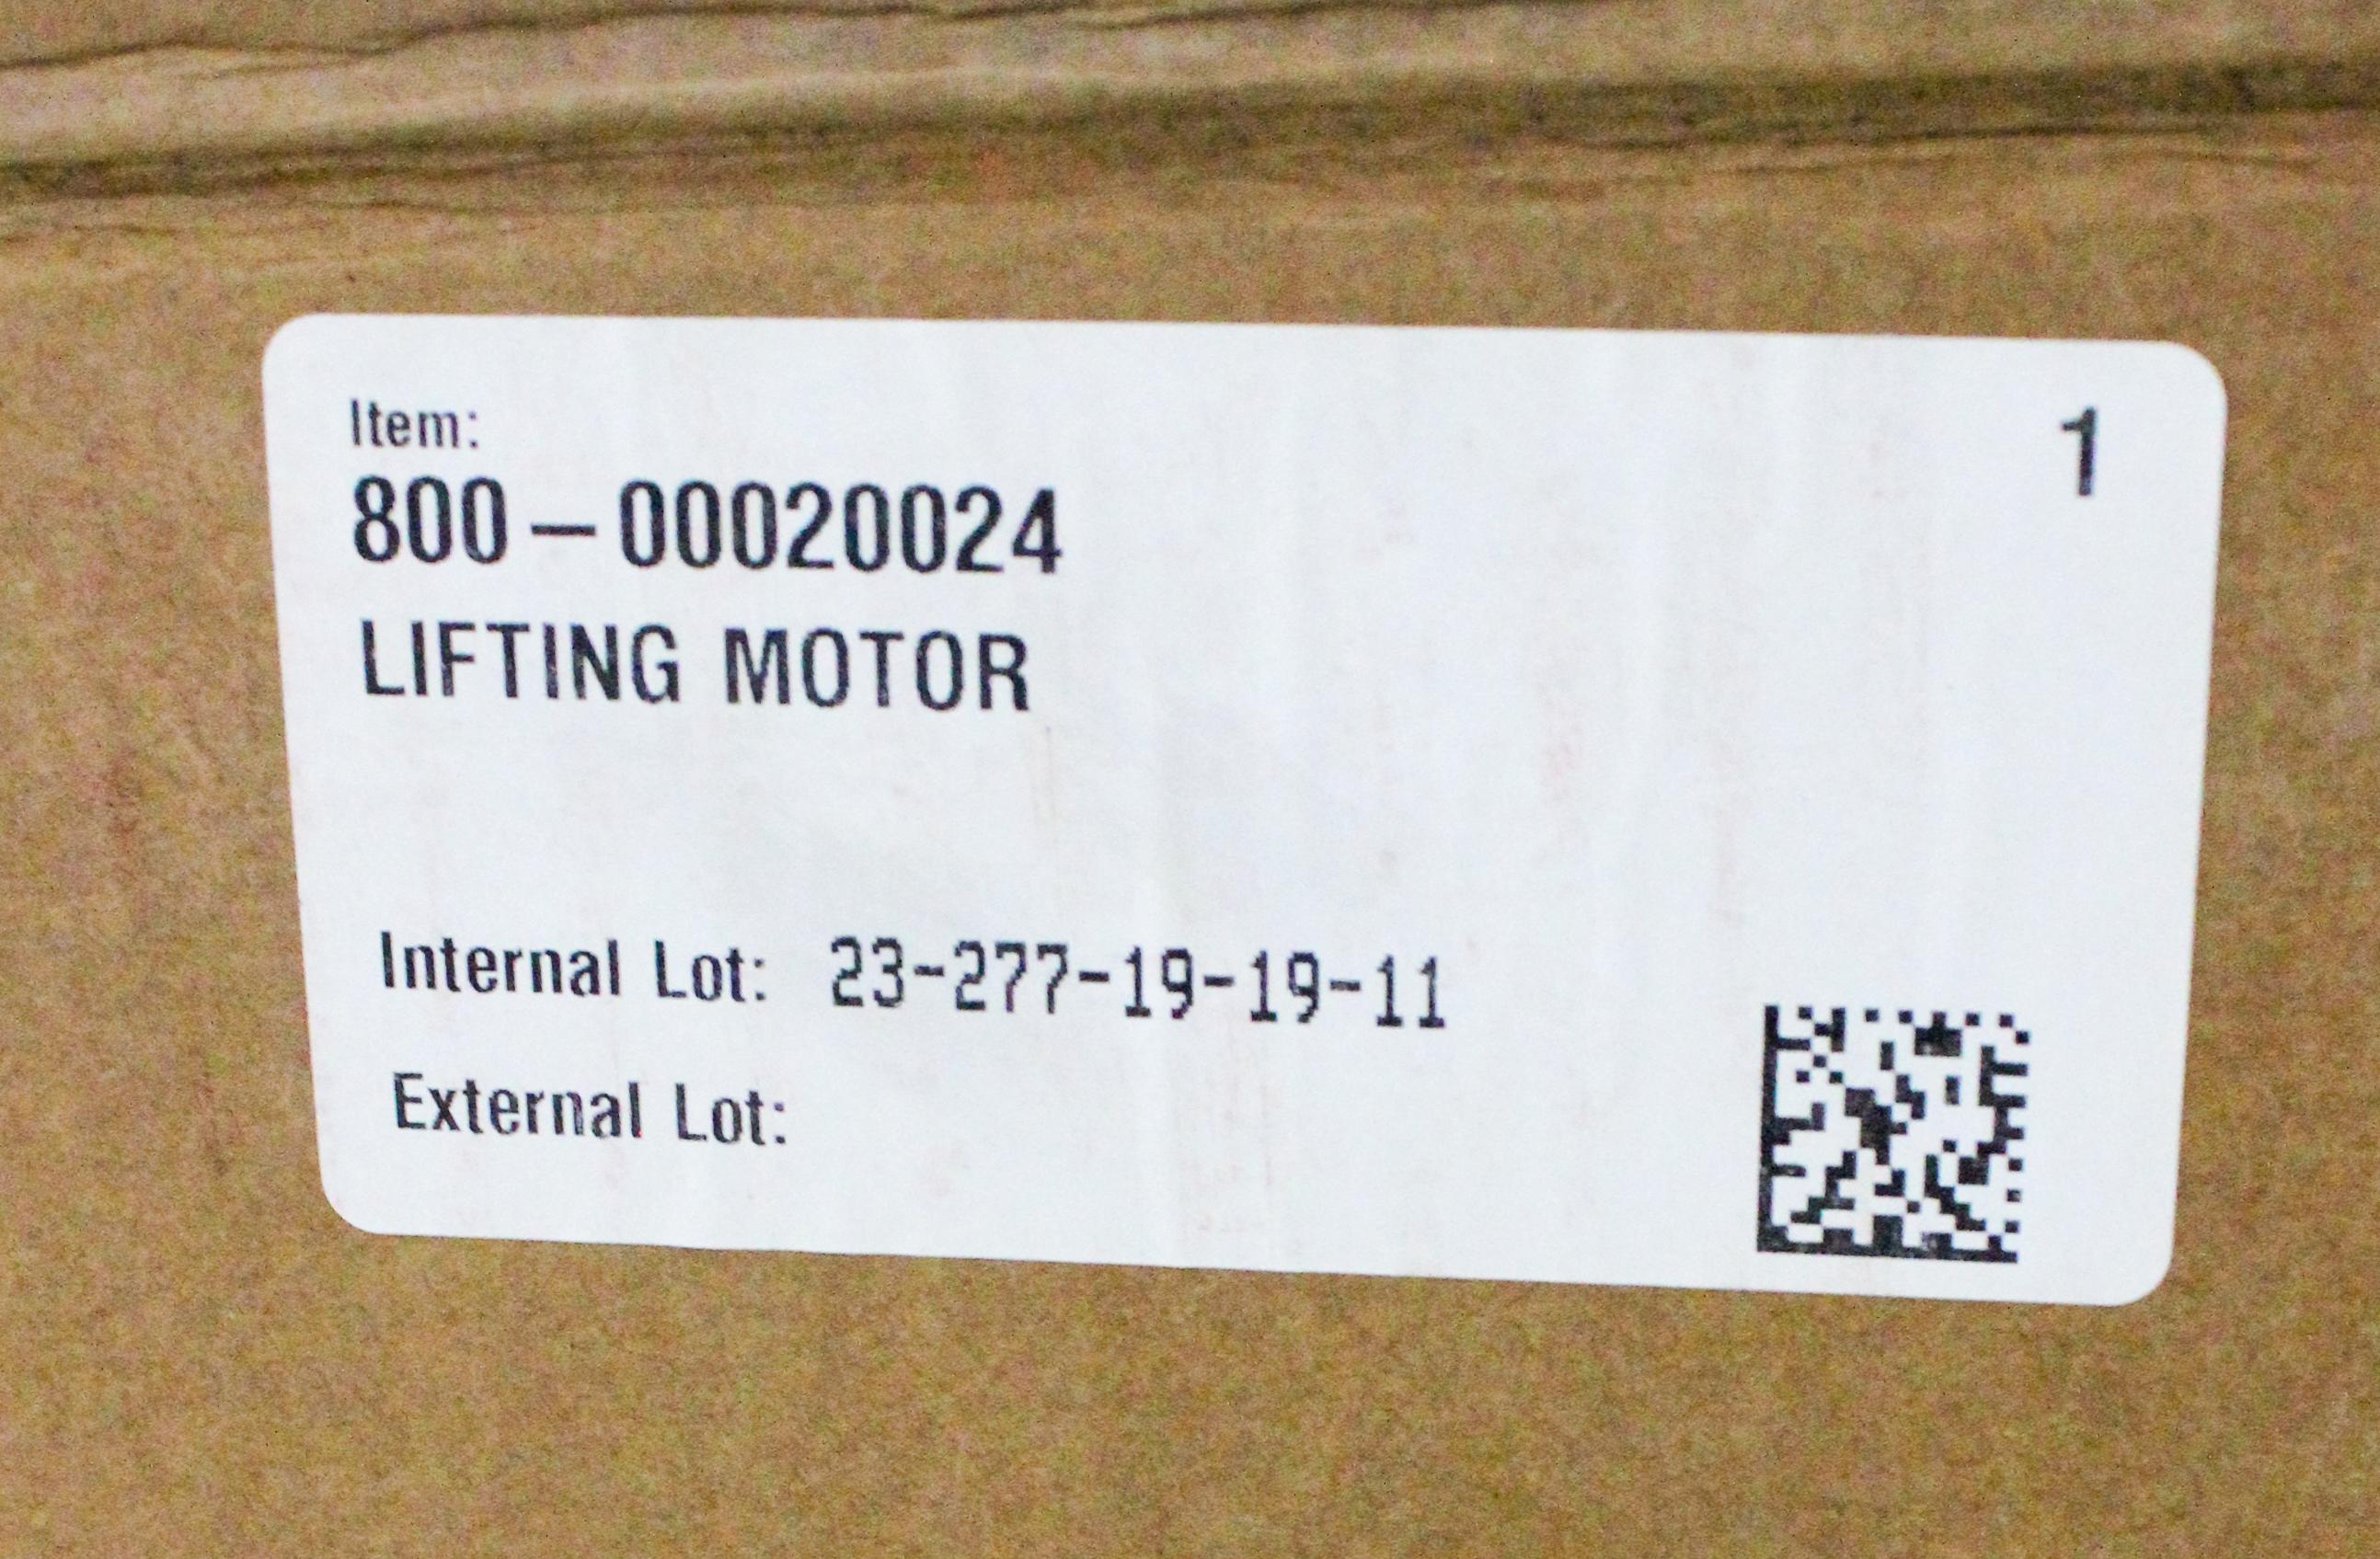 Item:
1
800-00020024
LIFTING MOTOR
Internal Lot: 23-277-19-19-11
External Lot: